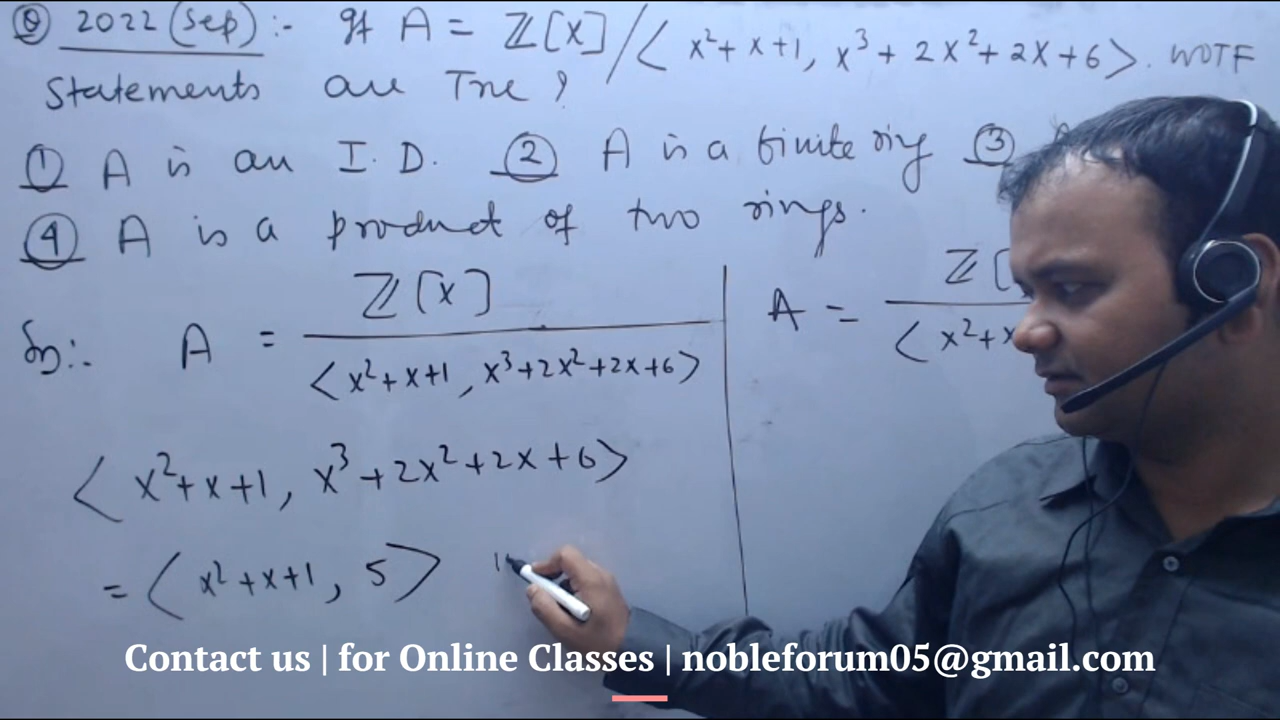 Q 2022 (Sep) :- If A = ℤ[x] / ⟨ x²+x+1, x³+2x²+2x+6 ⟩. WOTF
statements are True ?
① A is an I.D. ② A is a finite ring ③
④ A is a product of two rings.
Sol:- A = ℤ[x] / ⟨ x²+x+1, x³+2x²+2x+6 ⟩
⟨ x²+x+1, x³+2x²+2x+6 ⟩
= ⟨ x²+x+1, 5 ⟩
A = ℤ[ / ⟨ x²+x
Contact us | for Online Classes | nobleforum05@gmail.com